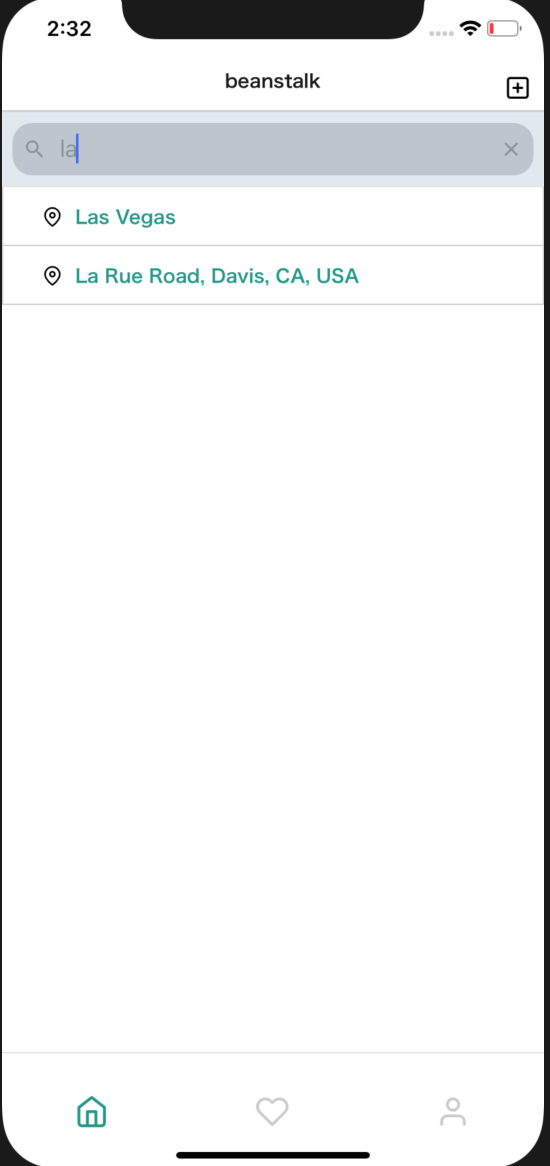 2:32
beanstalk
la
Las Vegas
La Rue Road, Davis, CA, USA